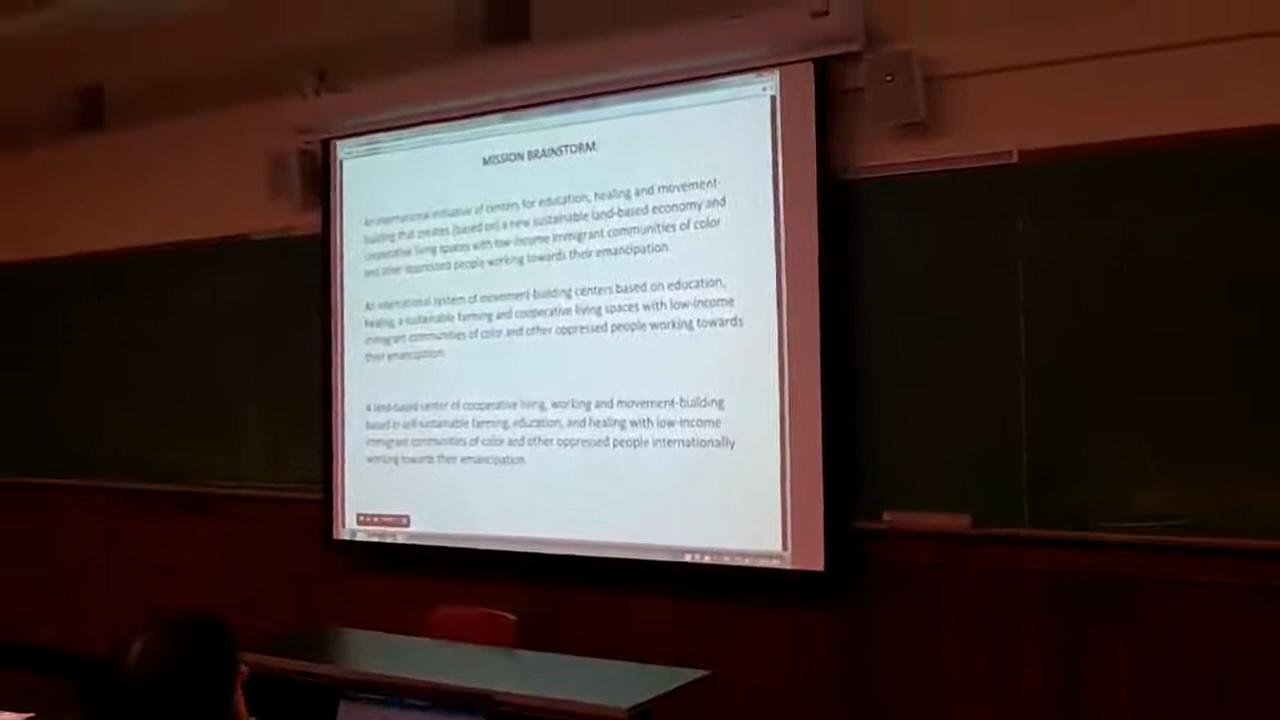 MISSION BRAINSTORM:
An international initiative of centers for education, healing and movement-
building that creates (based on) a new sustainable land-based economy and
cooperative living spaces with low-income immigrant communities of color
and other oppressed people working towards their emancipation.
An international system of movement-building centers based on education,
healing, a sustainable farming and cooperative living spaces with low-income
immigrant communities of color and other oppressed people working towards
their emancipation.
A land-based center of cooperative living, working and movement-building
based in self-sustainable farming, education, and healing with low-income
immigrant communities of color and other oppressed people internationally
working towards their emancipation.